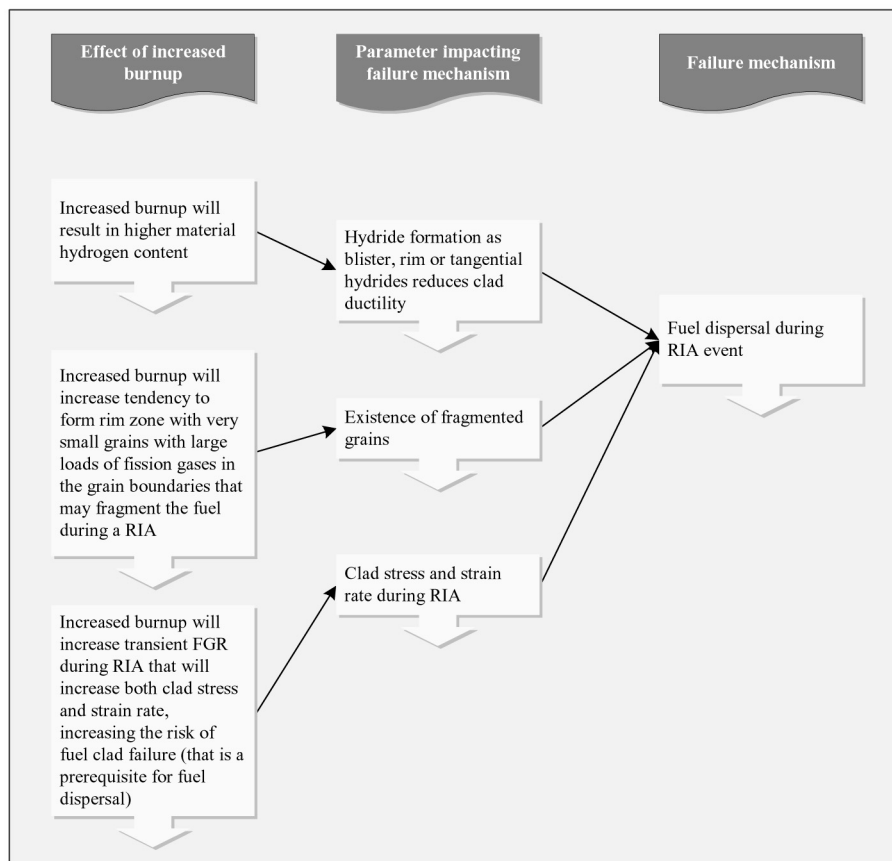 Effect of increased
burnup
Parameter impacting
failure mechanism
Failure mechanism
Increased burnup will
result in higher material
hydrogen content
Hydride formation as
blister, rim or tangential
hydrides reduces clad
ductility
Fuel dispersal during
RIA event
Increased burnup will
increase tendency to
form rim zone with very
small grains with large
loads of fission gases in
the grain boundaries that
may fragment the fuel
during a RIA
Existence of fragmented
grains
Clad stress and strain
rate during RIA
Increased burnup will
increase transient FGR
during RIA that will
increase both clad stress
and strain rate,
increasing the risk of
fuel clad failure (that is a
prerequisite for fuel
dispersal)